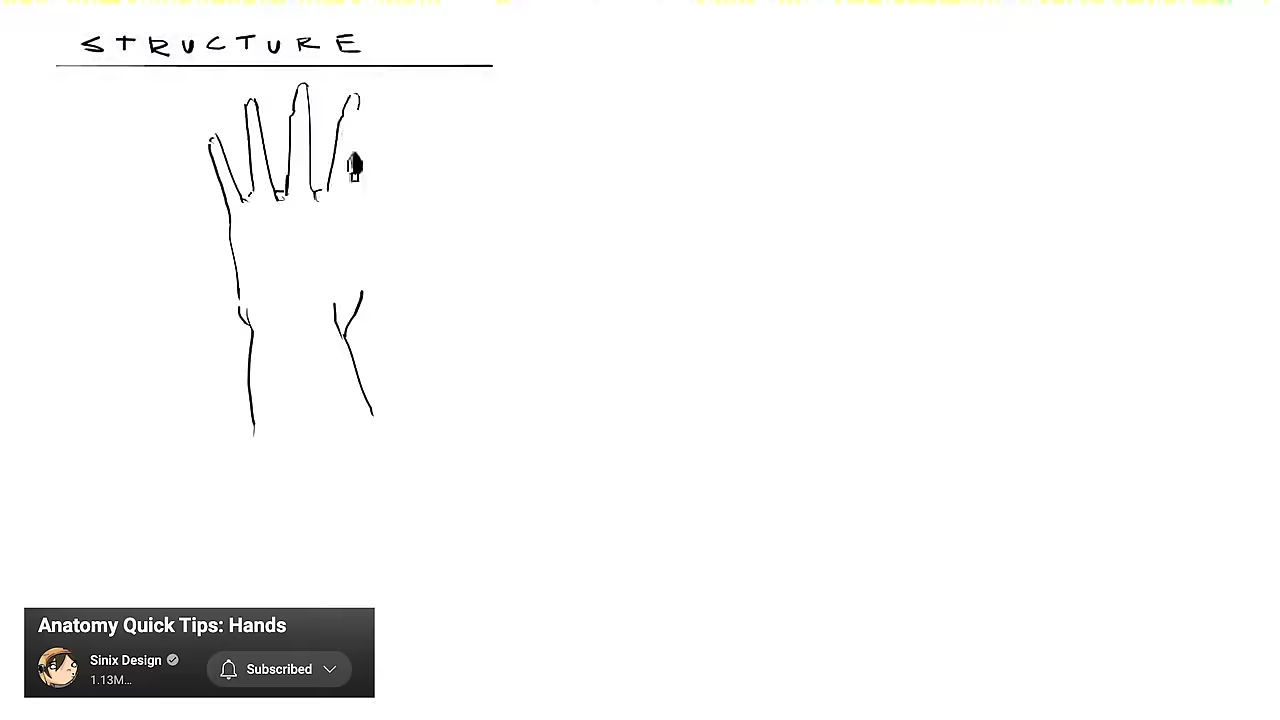 STRUCTURE
Anatomy Quick Tips: Hands
Sinix Design
1.13M...
Subscribed